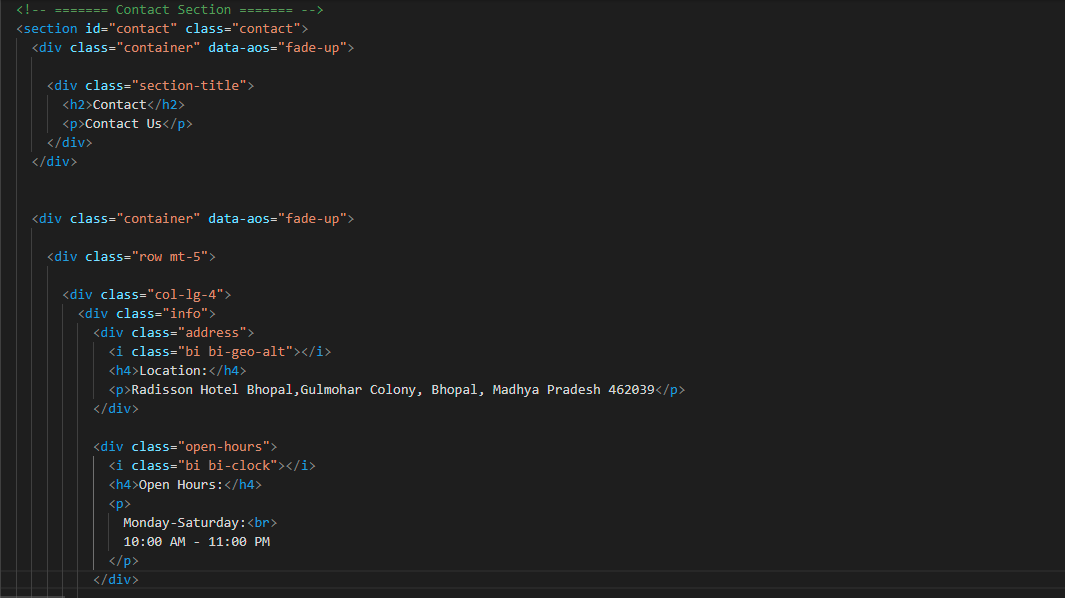 <!-- ======= Contact Section ======= -->
<section id="contact" class="contact">
<div class="container" data-aos="fade-up">
<div class="section-title">
<h2>Contact</h2>
<p>Contact Us</p>
</div>
</div>
<div class="container" data-aos="fade-up">
<div class="row mt-5">
<div class="col-lg-4">
<div class="info">
<div class="address">
<i class="bi bi-geo-alt"></i>
<h4>Location:</h4>
<p>Radisson Hotel Bhopal,Gulmohar Colony, Bhopal, Madhya Pradesh 462039</p>
</div>
<div class="open-hours">
<i class="bi bi-clock"></i>
<h4>Open Hours:</h4>
<p>
Monday-Saturday:<br>
10:00 AM - 11:00 PM
</p>
</div>